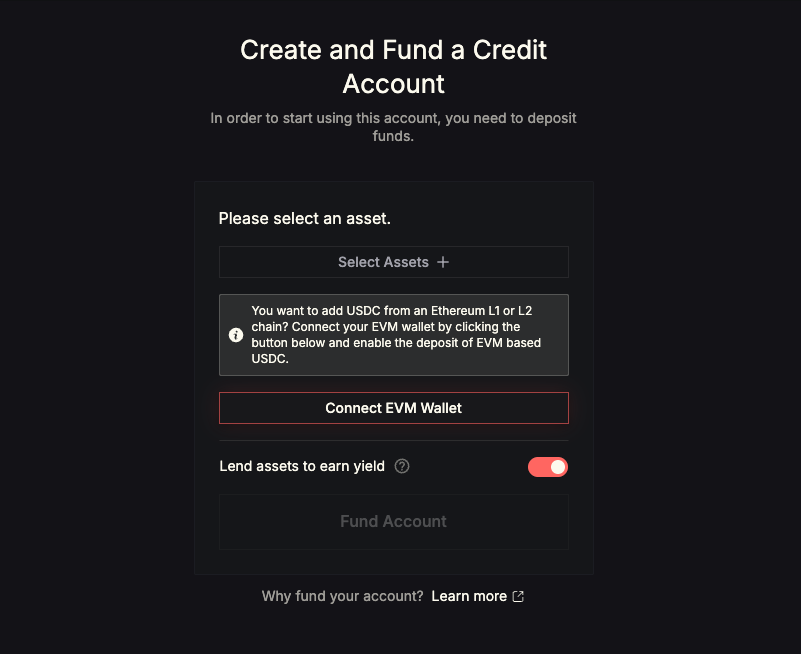 Create and Fund a Credit
Account
In order to start using this account, you need to deposit
funds.
Please select an asset.
Select Assets +
You want to add USDC from an Ethereum L1 or L2
chain? Connect your EVM wallet by clicking the
button below and enable the deposit of EVM based
USDC.
Connect EVM Wallet
Lend assets to earn yield ?
Fund Account
Why fund your account? Learn more